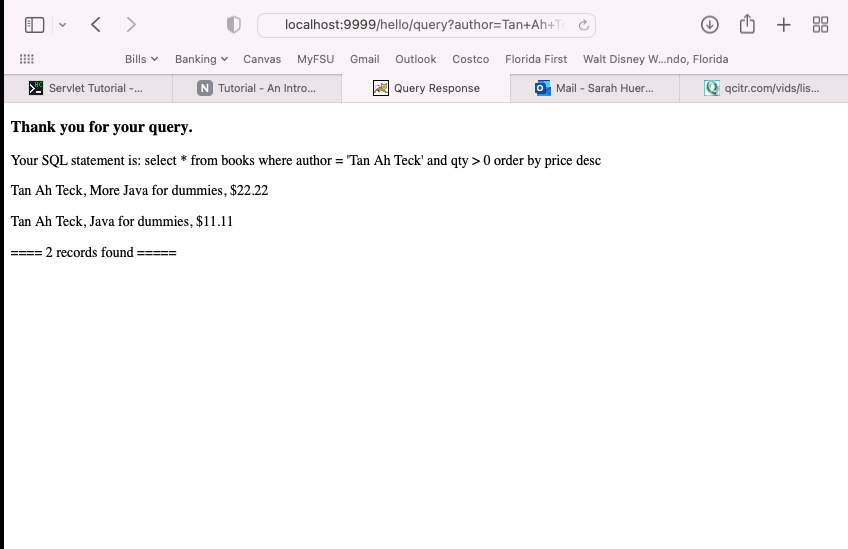 localhost:9999/hello/query?author=Tan+Ah+T
Bills Banking Canvas MyFSU Gmail Outlook Costco Florida First Walt Disney W...ndo, Florida
Servlet Tutorial -... N Tutorial - An Intro... Query Response Mail - Sarah Huer... qcitr.com/vids/lis...
Thank you for your query.
Your SQL statement is: select * from books where author = 'Tan Ah Teck' and qty > 0 order by price desc
Tan Ah Teck, More Java for dummies, $22.22
Tan Ah Teck, Java for dummies, $11.11
==== 2 records found =====